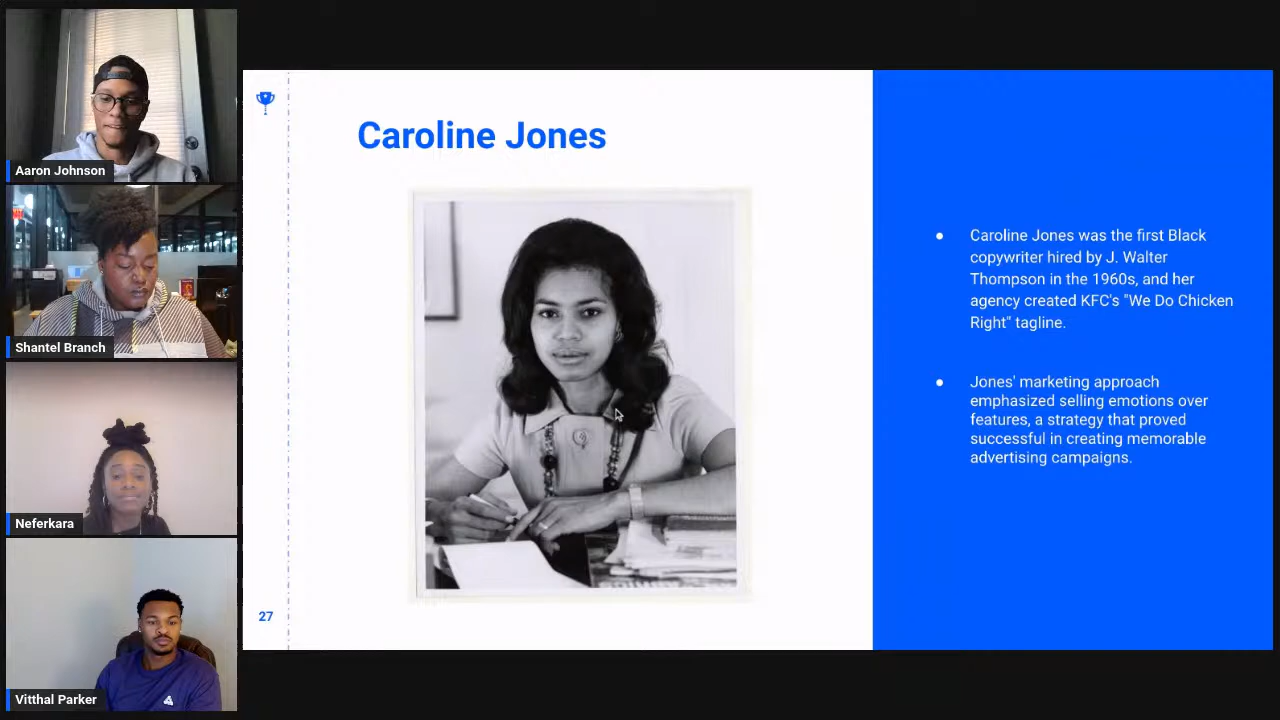 Aaron Johnson
Shantel Branch
Neferkara
Vitthal Parker
Caroline Jones
27
● Caroline Jones was the first Black
copywriter hired by J. Walter
Thompson in the 1960s, and her
agency created KFC's "We Do Chicken
Right" tagline.
● Jones' marketing approach
emphasized selling emotions over
features, a strategy that proved
successful in creating memorable
advertising campaigns.